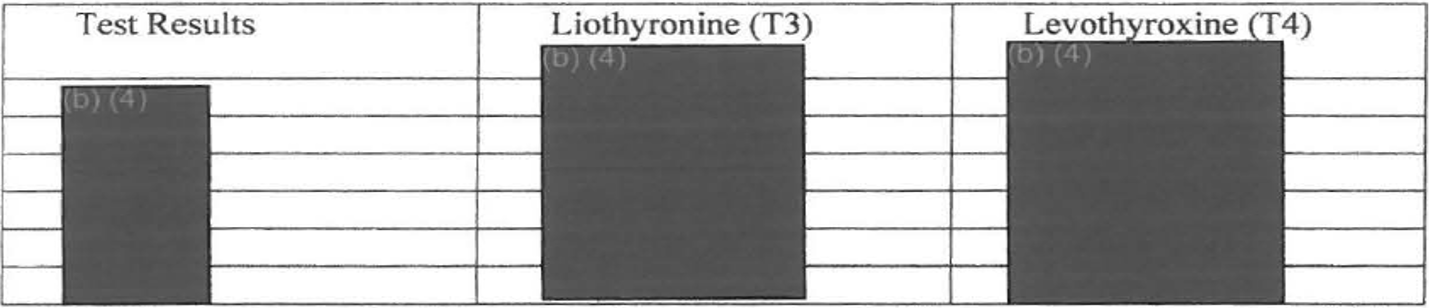 Test Results Liothyronine (T3) Levothyroxine (T4)
(b) (4) (b) (4)
(b) (4)